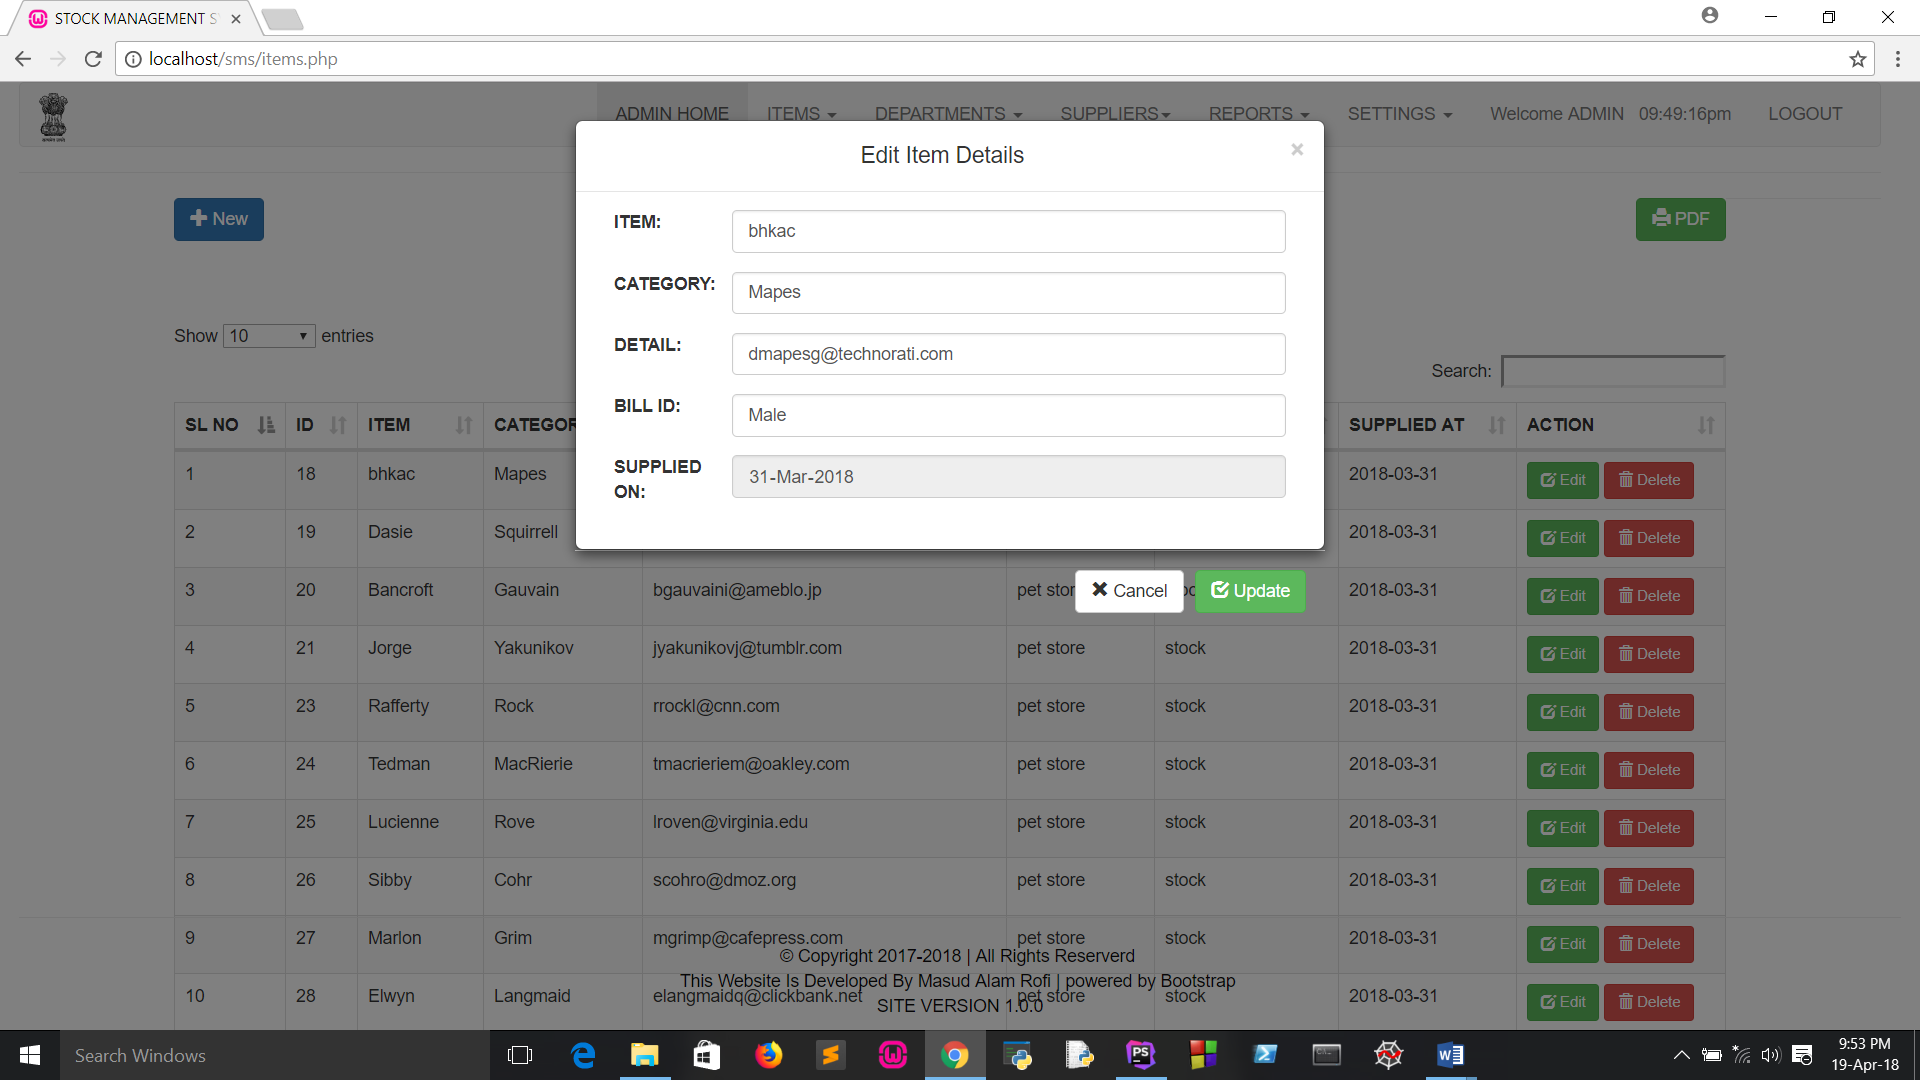 STOCK MANAGEMENT S
localhost/sms/items.php
ADMIN HOME ITEMS DEPARTMENTS SUPPLIERS REPORTS SETTINGS Welcome ADMIN 09:49:16pm LOGOUT
Edit Item Details ×
New PDF
ITEM: bhkac
CATEGORY: Mapes
DETAIL: dmapesg@technorati.com
BILL ID: Male
SUPPLIED ON: 31-Mar-2018
Cancel Update
Show 10 entries
Search:
SL NO ID ITEM CATEGOR SUPPLIED AT ACTION
1 18 bhkac Mapes 2018-03-31 Edit Delete
2 19 Dasie Squirrell 2018-03-31 Edit Delete
3 20 Bancroft Gauvain bgauvaini@ameblo.jp pet stor 2018-03-31 Edit Delete
4 21 Jorge Yakunikov jyakunikovj@tumblr.com pet store stock 2018-03-31 Edit Delete
5 23 Rafferty Rock rrockl@cnn.com pet store stock 2018-03-31 Edit Delete
6 24 Tedman MacRierie tmacrieriem@oakley.com pet store stock 2018-03-31 Edit Delete
7 25 Lucienne Rove lroven@virginia.edu pet store stock 2018-03-31 Edit Delete
8 26 Sibby Cohr scohro@dmoz.org pet store stock 2018-03-31 Edit Delete
9 27 Marlon Grim mgrimp@cafepress.com pet store stock 2018-03-31 Edit Delete
© Copyright 2017-2018 | All Rights Reserverd
This Website Is Developed By Masud Alam Rofi | powered by Bootstrap
10 28 Elwyn Langmaid elangmaidq@clickbank.net pet store stock 2018-03-31 Edit Delete
SITE VERSION 1.0.0
Search Windows
9:53 PM
19-Apr-18